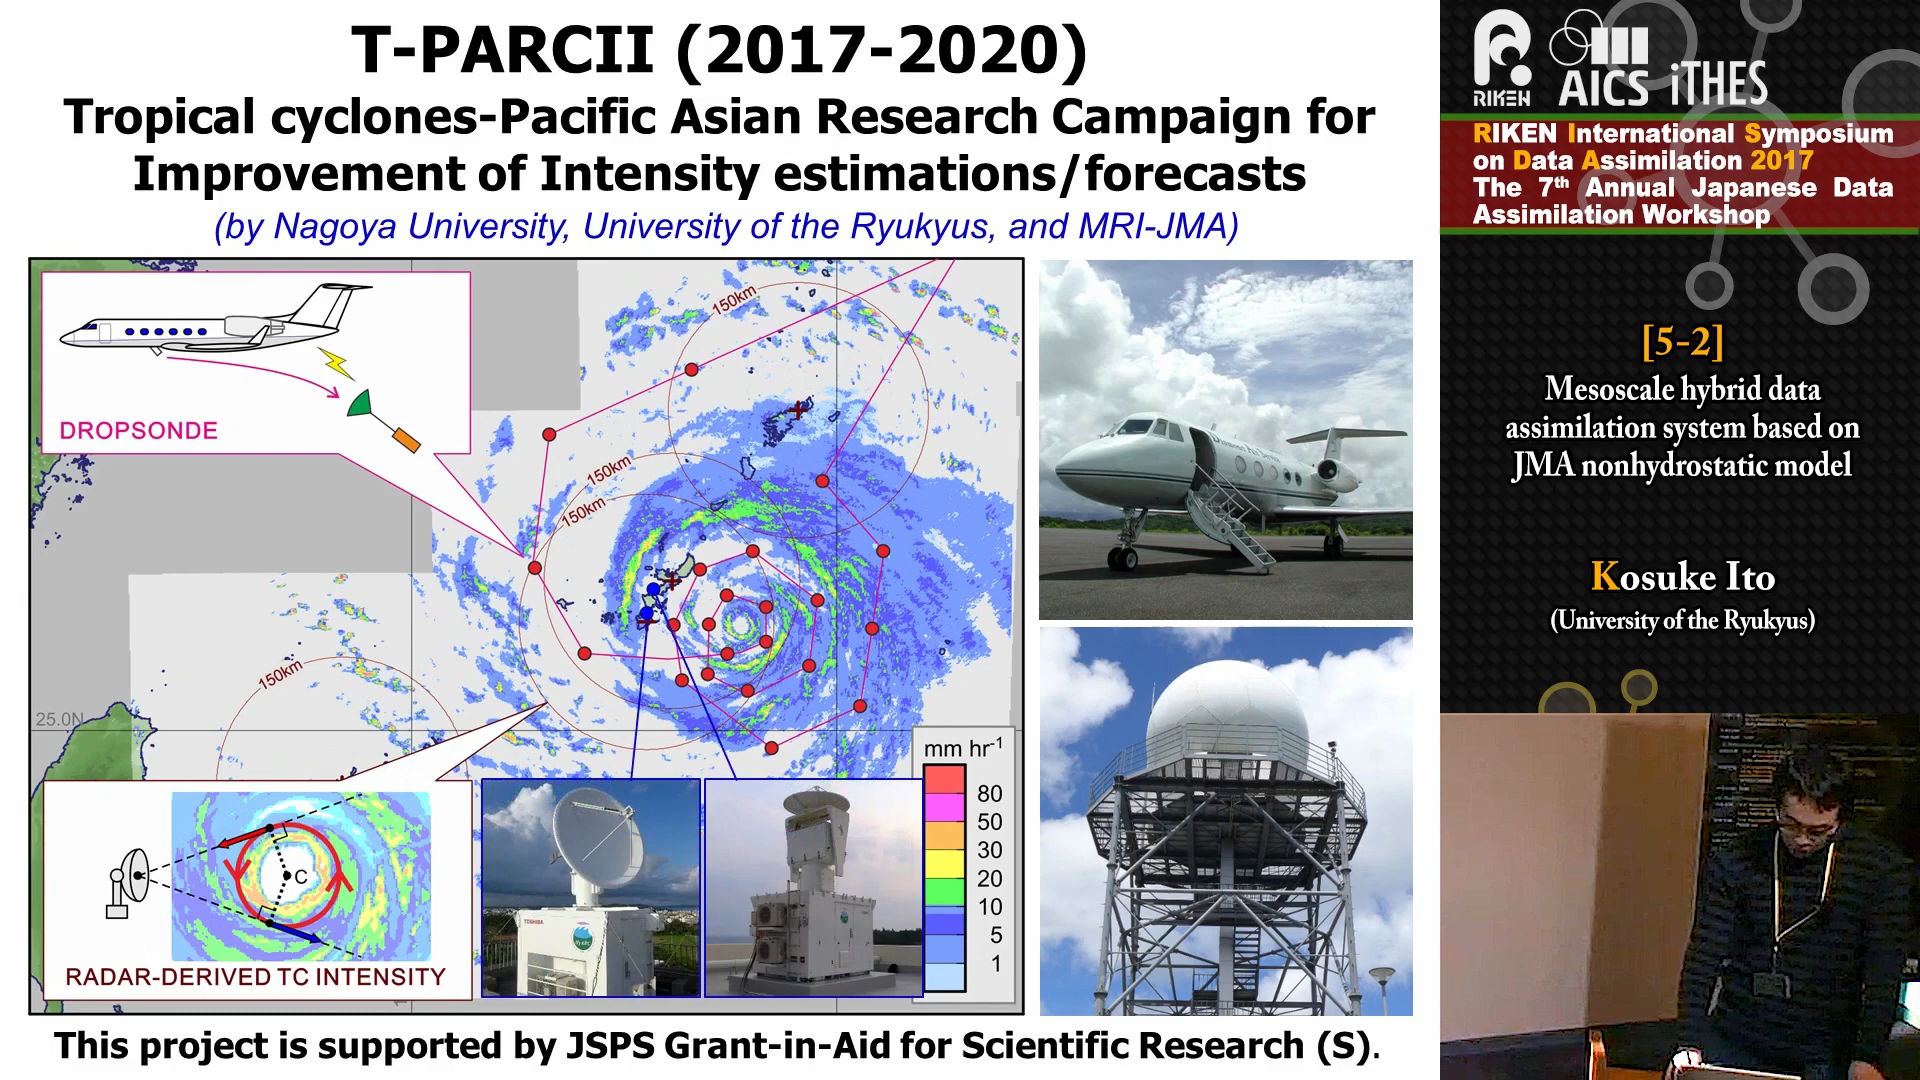 T-PARCII (2017-2020)
Tropical cyclones-Pacific Asian Research Campaign for
Improvement of Intensity estimations/forecasts
(by Nagoya University, University of the Ryukyus, and MRI-JMA)
DROPSONDE
150km
150km
150km
150km
25.0N
C
RADAR-DERIVED TC INTENSITY
TOSHIBA
mm hr-1
80
50
30
20
10
5
1
This project is supported by JSPS Grant-in-Aid for Scientific Research (S).
RIKEN
AICS iTHES
RIKEN International Symposium
on Data Assimilation 2017
The 7th Annual Japanese Data
Assimilation Workshop
[5-2]
Mesoscale hybrid data
assimilation system based on
JMA nonhydrostatic model
Kosuke Ito
(University of the Ryukyus)